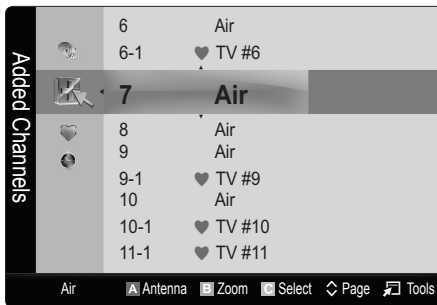 Added Channels
6 Air
6-1 ♥ TV #6
7 Air
8 Air
9 Air
9-1 ♥ TV #9
10 Air
10-1 ♥ TV #10
11-1 ♥ TV #11
Air A Antenna B Zoom C Select Page Tools